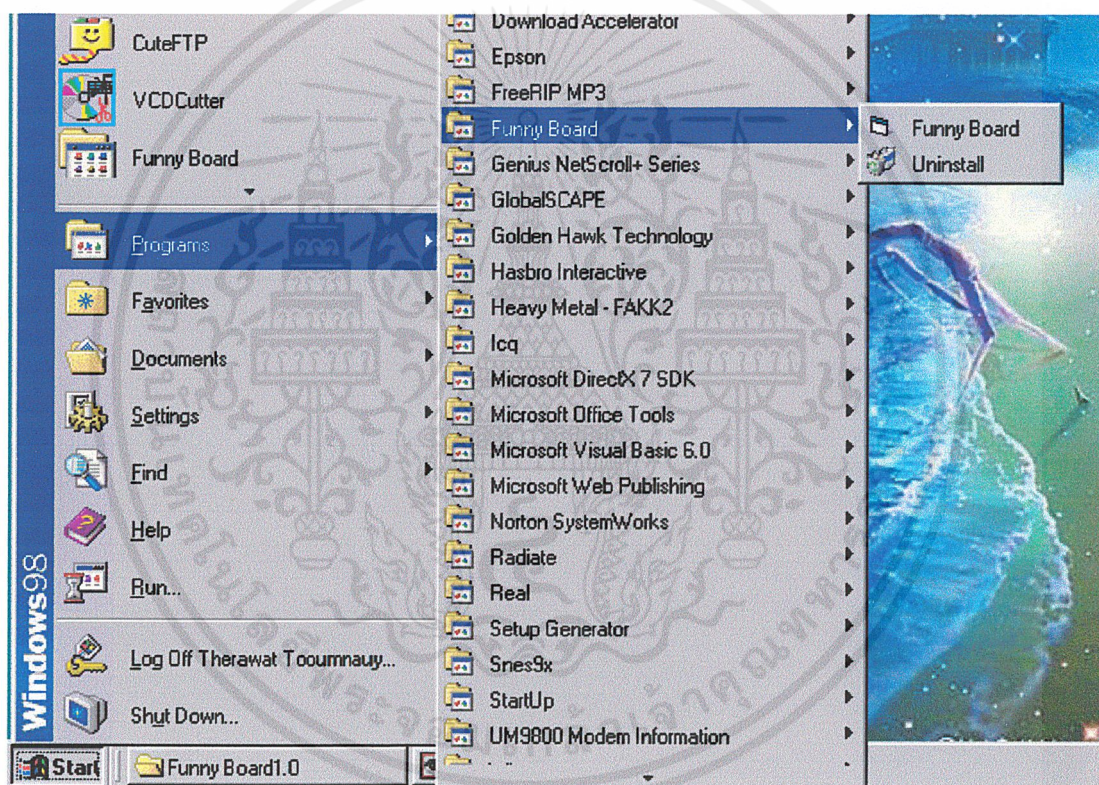 CuteFTP
VCDCutter
Funny Board
Programs
Favorites
Documents
Settings
Find
Help
Run...
Log Off Therawat Tooumnauy...
Shut Down...
Windows98
Download Accelerator
Epson
FreeRIP MP3
Funny Board
Genius NetScroll+ Series
GlobalSCAPE
Golden Hawk Technology
Hasbro Interactive
Heavy Metal - FAKK2
Icq
Microsoft DirectX 7 SDK
Microsoft Office Tools
Microsoft Visual Basic 6.0
Microsoft Web Publishing
Norton SystemWorks
Radiate
Real
Setup Generator
Snes9x
StartUp
UM9800 Modem Information
Funny Board
Uninstall
Start
Funny Board1.0